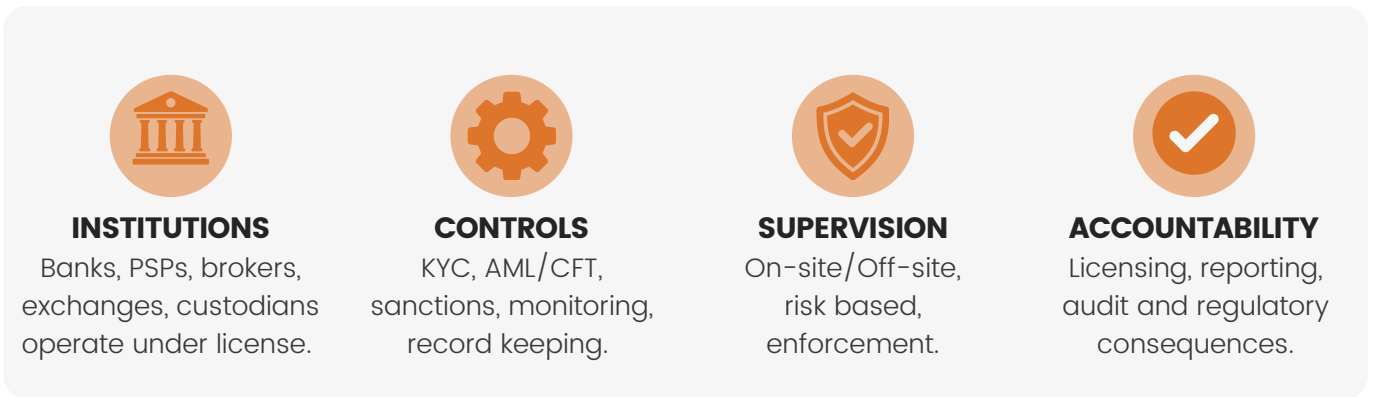 INSTITUTIONS
Banks, PSPs, brokers,
exchanges, custodians
operate under license.
CONTROLS
KYC, AML/CFT,
sanctions, monitoring,
record keeping.
SUPERVISION
On-site/Off-site,
risk based,
enforcement.
ACCOUNTABILITY
Licensing, reporting,
audit and regulatory
consequences.